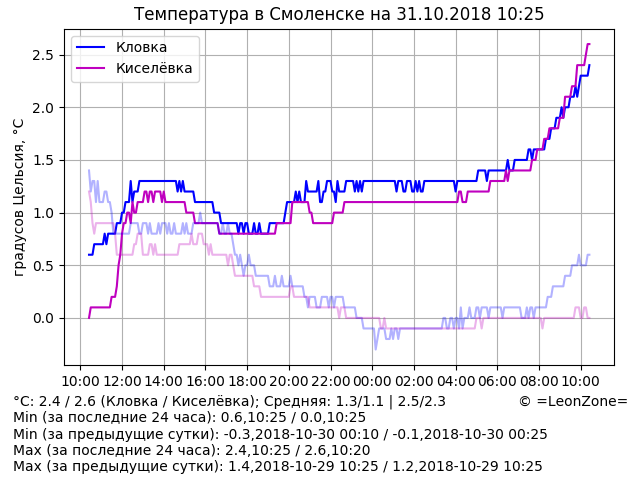 Температура в Смоленске на 31.10.2018 10:25
Кловка
Киселёвка
градусов Цельсия, °C
2.5
2.0
1.5
1.0
0.5
0.0
10:00 12:00 14:00 16:00 18:00 20:00 22:00 00:00 02:00 04:00 06:00 08:00 10:00
°C: 2.4 / 2.6 (Кловка / Киселёвка); Средняя: 1.3/1.1 | 2.5/2.3 © =LeonZone=
Min (за последние 24 часа): 0.6,10:25 / 0.0,10:25
Min (за предыдущие сутки): -0.3,2018-10-30 00:10 / -0.1,2018-10-30 00:25
Max (за последние 24 часа): 2.4,10:25 / 2.6,10:20
Max (за предыдущие сутки): 1.4,2018-10-29 10:25 / 1.2,2018-10-29 10:25